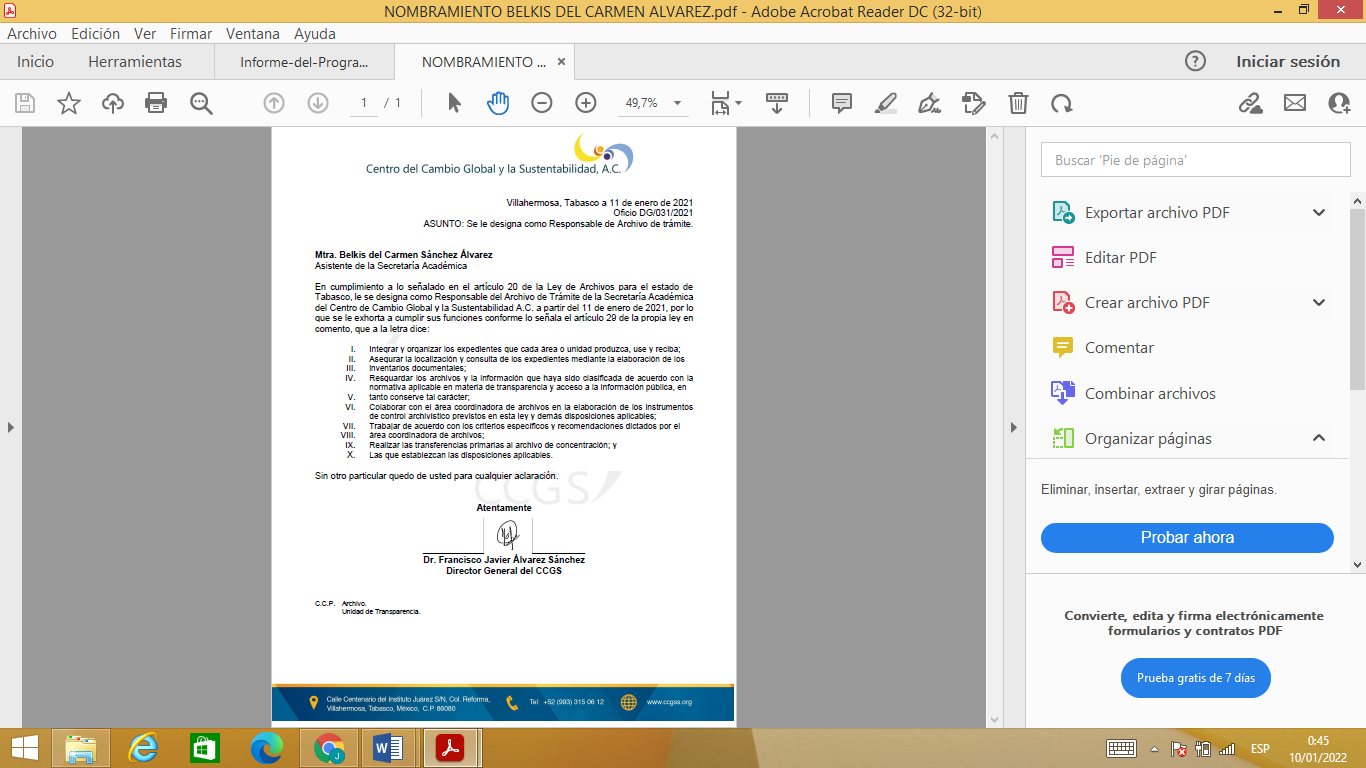 NOMBRAMIENTO BELKIS DEL CARMEN ALVAREZ.pdf - Adobe Acrobat Reader DC (32-bit)
Archivo Edición Ver Firmar Ventana Ayuda
Inicio Herramientas Informe-del-Progra... NOMBRAMIENTO ... Iniciar sesión
1 / 1 49,7%
Centro del Cambio Global y la Sustentabilidad, A.C.
Villahermosa, Tabasco a 11 de enero de 2021
Oficio DG/031/2021
ASUNTO: Se le designa como Responsable de Archivo de trámite.
Mtra. Belkis del Carmen Sánchez Álvarez
Asistente de la Secretaría Académica
En cumplimiento a lo señalado en el artículo 20 de la Ley de Archivos para el estado de
Tabasco, le se designa como Responsable del Archivo de Trámite de la Secretaría Académica
del Centro de Cambio Global y la Sustentabilidad A.C. a partir del 11 de enero de 2021, por lo
que se le exhorta a cumplir sus funciones conforme lo señala el artículo 29 de la propia ley en
comento, que a la letra dice:
I. Integrar y organizar los expedientes que cada área o unidad produzca, use y reciba;
II. Asegurar la localización y consulta de los expedientes mediante la elaboración de los
III. inventarios documentales;
IV. Resguardar los archivos y la información que haya sido clasificada de acuerdo con la
normativa aplicable en materia de transparencia y acceso a la información pública, en
V. tanto conserve tal carácter;
VI. Colaborar con el área coordinadora de archivos en la elaboración de los instrumentos
de control archivístico previstos en esta ley y demás disposiciones aplicables;
VII. Trabajar de acuerdo con los criterios específicos y recomendaciones dictados por el
VIII. área coordinadora de archivos;
IX. Realizar las transferencias primarias al archivo de concentración; y
X. Las que establezcan las disposiciones aplicables.
Sin otro particular quedo de usted para cualquier aclaración.
CCGS
Atentamente
Dr. Francisco Javier Álvarez Sánchez
Director General del CCGS
C.C.P. Archivo.
Unidad de Transparencia.
Calle Centenario del Instituto Juárez S/N, Col. Reforma,
Villahermosa, Tabasco, México, C.P. 86080
Tel: +52 (993) 315 06 12
www.ccgss.org
Buscar 'Pie de página'
Exportar archivo PDF
Editar PDF
Crear archivo PDF
Comentar
Combinar archivos
Organizar páginas
Eliminar, insertar, extraer y girar páginas.
Probar ahora
Convierte, edita y firma electrónicamente
formularios y contratos PDF
Prueba gratis de 7 días
ESP
0:45
10/01/2022